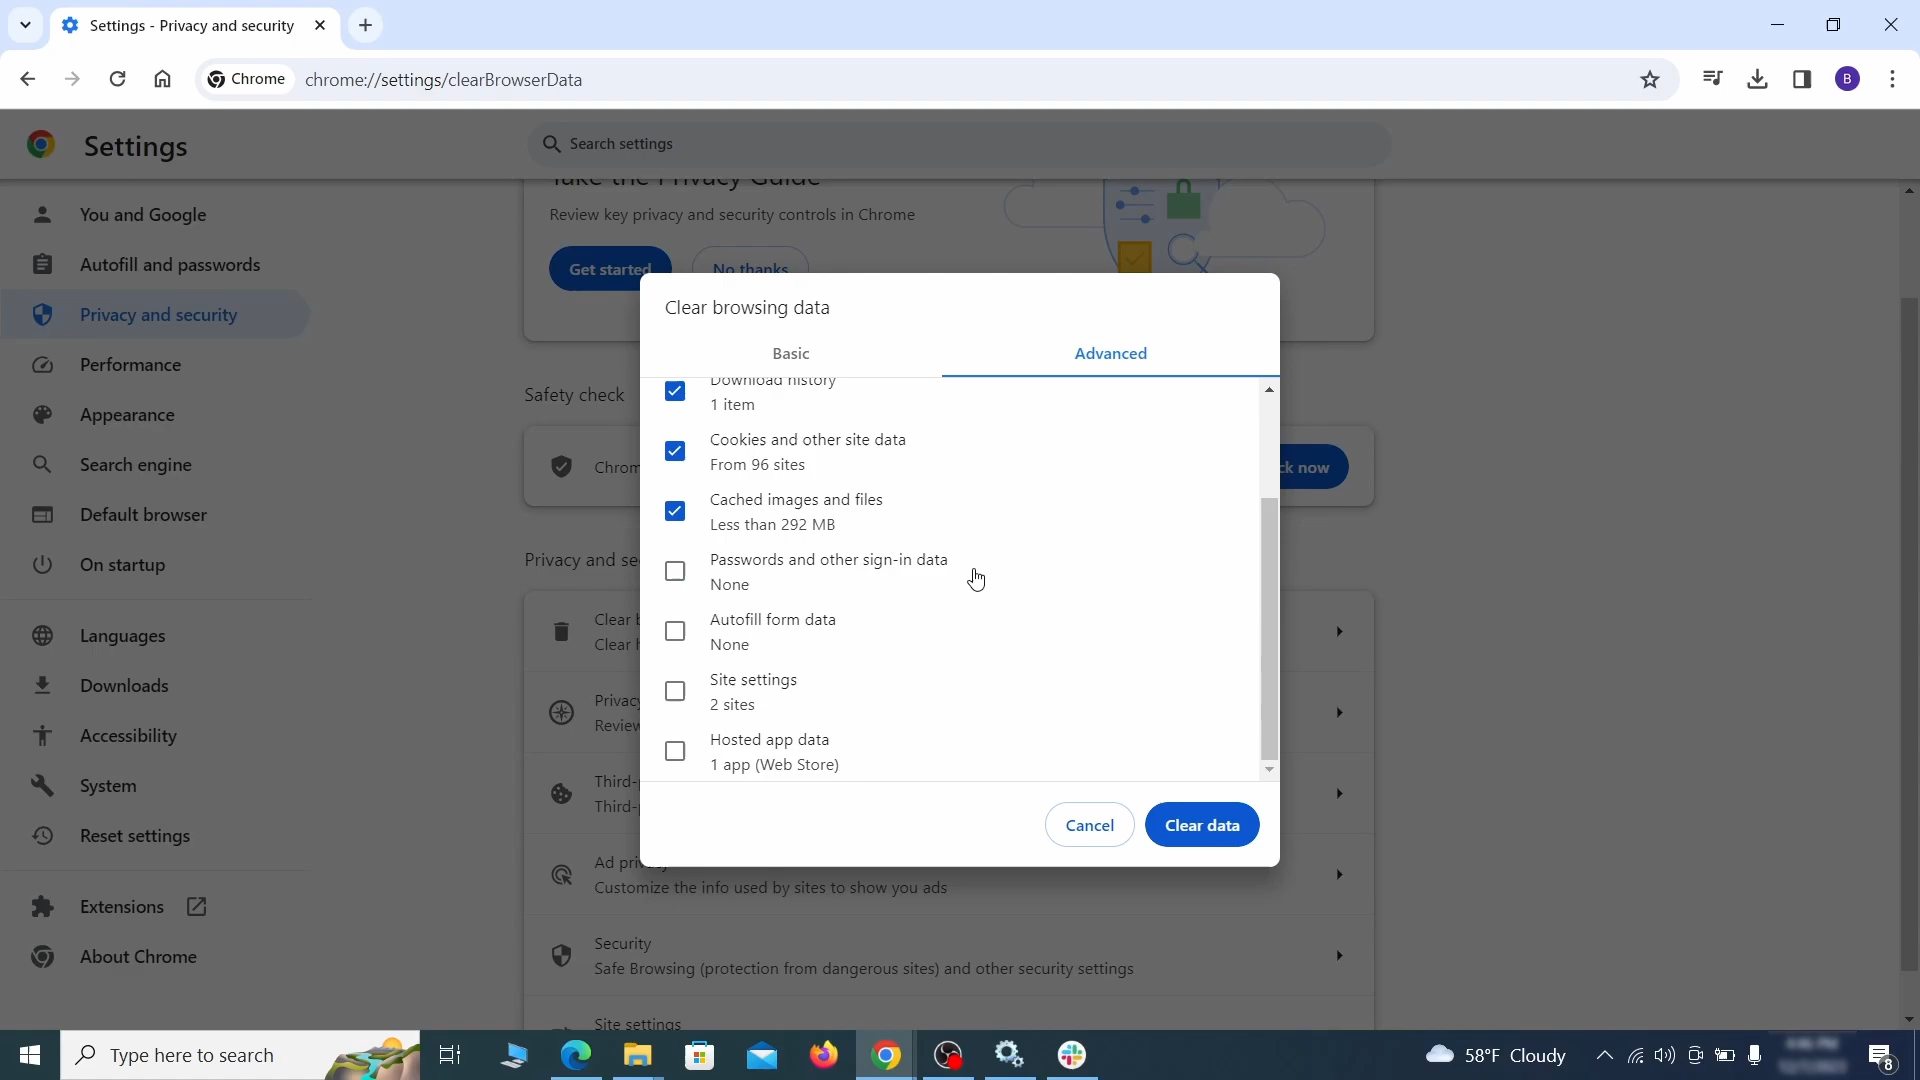 Settings - Privacy and security
Chrome
chrome://settings/clearBrowserData
B
Settings
Search settings
You and Google
Autofill and passwords
Privacy and security
Performance
Appearance
Search engine
Default browser
On startup
Languages
Downloads
Accessibility
System
Reset settings
Extensions
About Chrome
Take the Privacy Guide
Review key privacy and security controls in Chrome
Get started
No thanks
Safety check
Chrom
ck now
Privacy and se
Clear b
Clear h
Privacy
Review
Third-p
Third-p
Ad privacy
Customize the info used by sites to show you ads
Security
Safe Browsing (protection from dangerous sites) and other security settings
Site settings
Clear browsing data
Basic
Advanced
Download history
1 item
Cookies and other site data
From 96 sites
Cached images and files
Less than 292 MB
Passwords and other sign-in data
None
Autofill form data
None
Site settings
2 sites
Hosted app data
1 app (Web Store)
Cancel
Clear data
Type here to search
58°F Cloudy
8